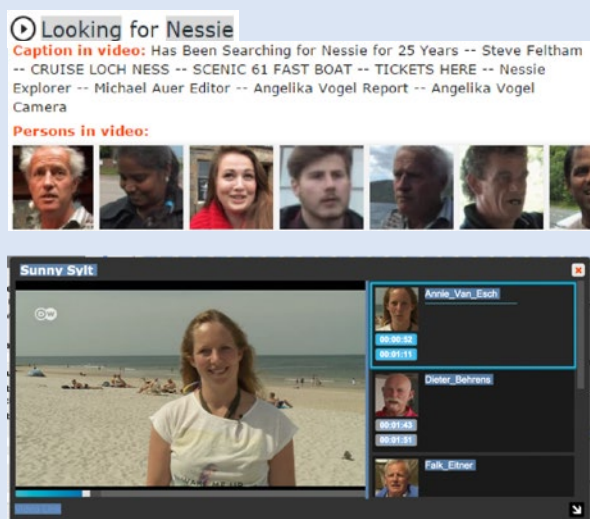 Looking for Nessie
Caption in video: Has Been Searching for Nessie for 25 Years -- Steve Feltham
-- CRUISE LOCH NESS -- SCENIC 61 FAST BOAT -- TICKETS HERE -- Nessie
Explorer -- Michael Auer Editor -- Angelika Vogel Report -- Angelika Vogel
Camera
Persons in video:
Sunny Sylt
DW
Annie_Van_Esch
00:00:52
00:01:11
Dieter_Behrens
00:01:43
00:01:51
Falk_Eitner